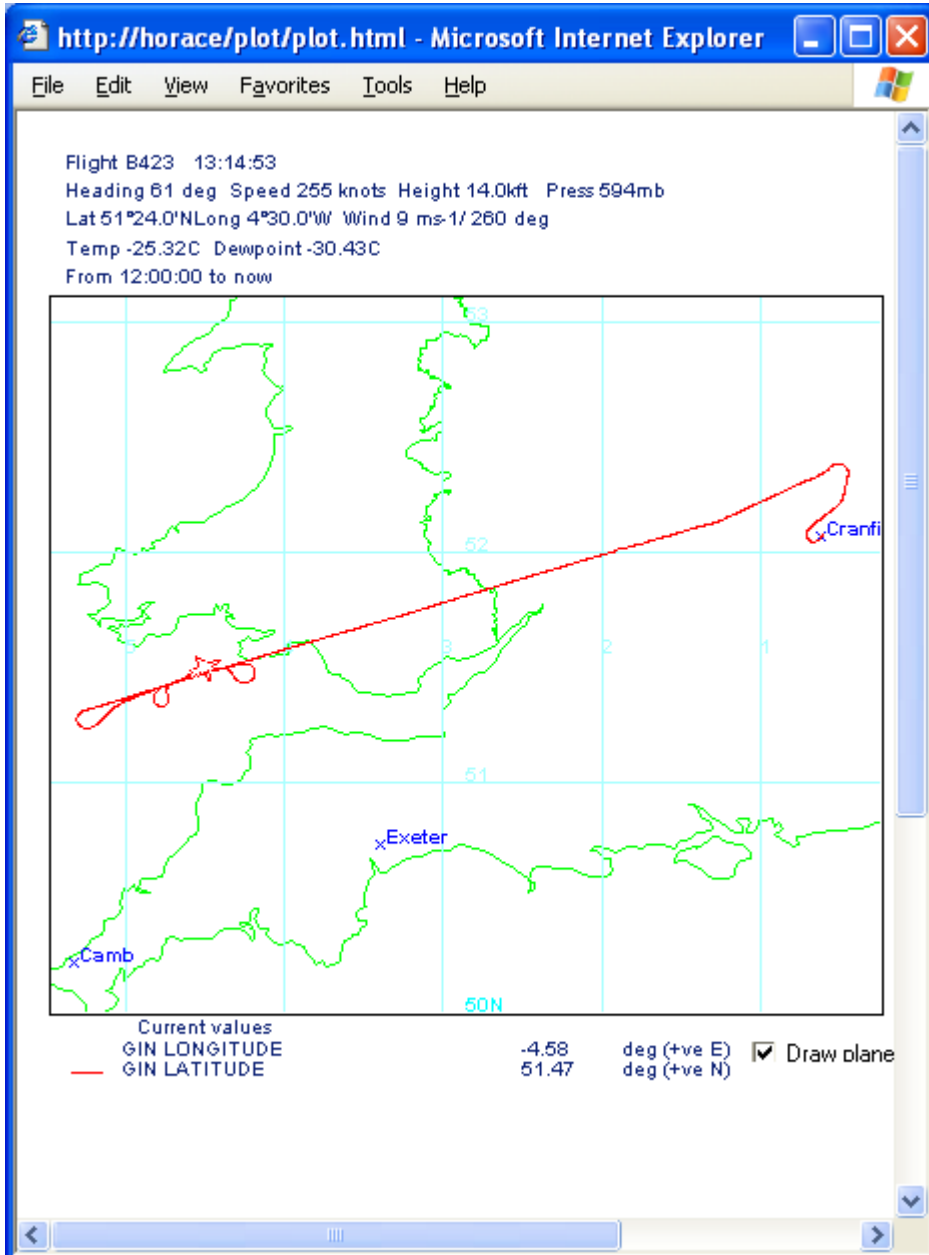 http://horace/plot/plot.html - Microsoft Internet Explorer
File Edit View Favorites Tools Help
Flight B423 13:14:53
Heading 61 deg Speed 255 knots Height 14.0kft Press 594mb
Lat 51°24.0'NLong 4°30.0'W Wind 9 ms-1/ 260 deg
Temp -25.32C Dewpoint -30.43C
From 12:00:00 to now
53
Cranfi
52
5 4 3 2 1
51
Exeter
Camb
50N
Current values
GIN LONGITUDE -4.58 deg (+ve E)
GIN LATITUDE 51.47 deg (+ve N)
Draw plane